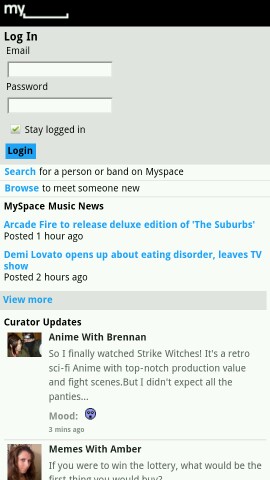 my
Log In
Email
Password
Stay logged in
Login
Search for a person or band on Myspace
Browse to meet someone new
MySpace Music News
Arcade Fire to release deluxe edition of 'The Suburbs'
Posted 1 hour ago
Demi Lovato opens up about eating disorder, leaves TV
show
Posted 2 hours ago
View more
Curator Updates
Anime With Brennan
So I finally watched Strike Witches! It's a retro
sci-fi Anime with top-notch production value
and fight scenes.But I didn't expect all the
panties...
Mood:
3 mins ago
Memes With Amber
If you were to win the lottery, what would be the
first thing you would buy?